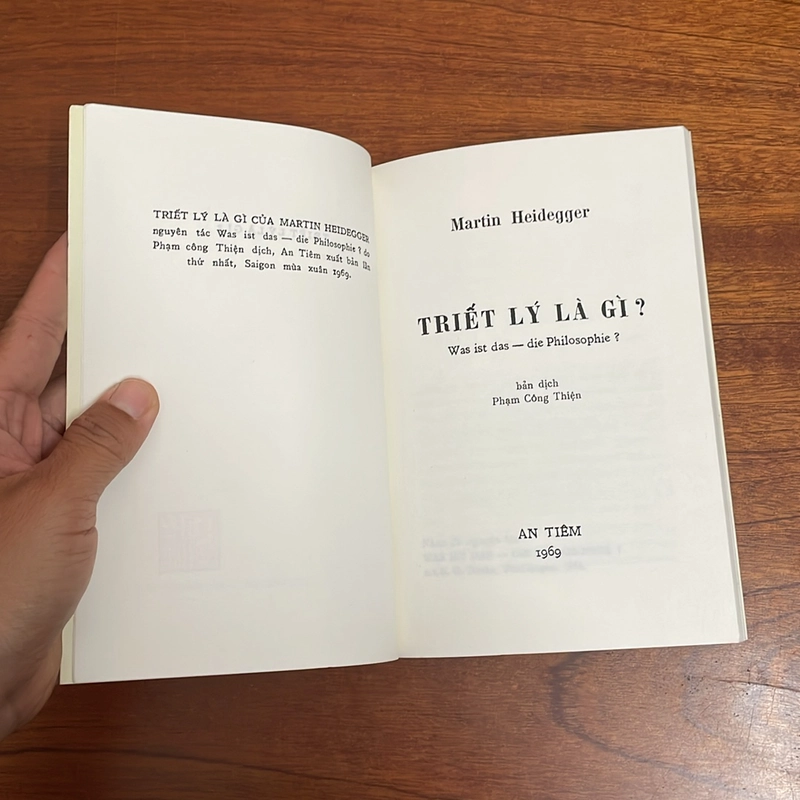 TRIẾT LÝ LÀ GÌ CỦA MARTIN HEIDEGGER
nguyên tác Was ist das — die Philosophie ? do
Phạm công Thiện dịch, An Tiêm xuất bản lần
thứ nhất, Saigon mùa xuân 1969.
Martin Heidegger
TRIẾT LÝ LÀ GÌ ?
Was ist das — die Philosophie ?
bản dịch
Phạm Công Thiện
AN TIÊM
1969